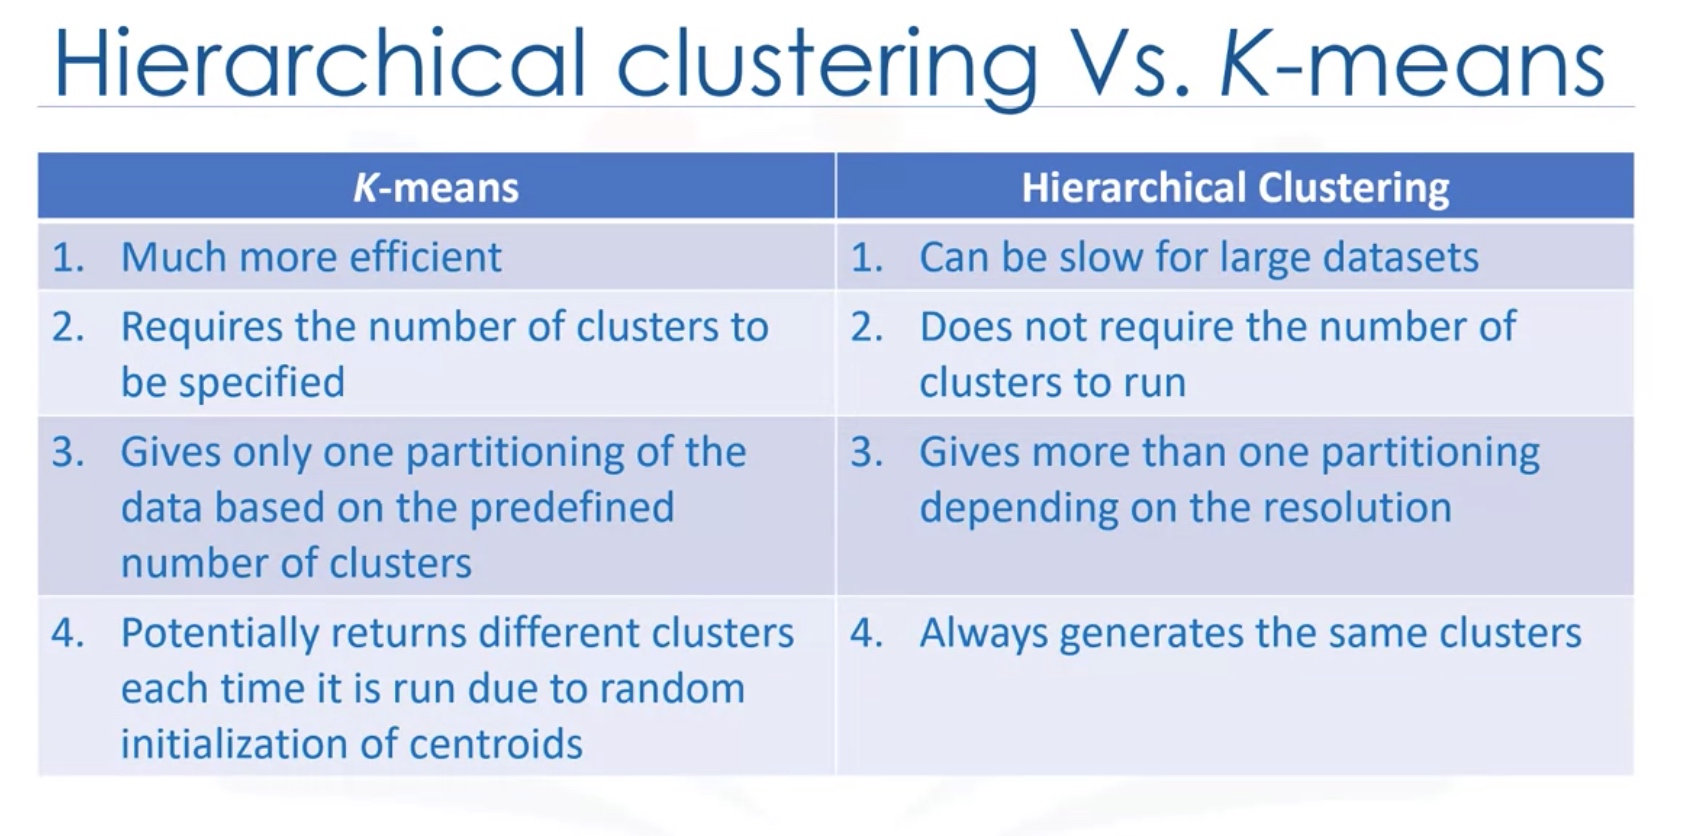 Hierarchical clustering Vs. K-means
K-means
Hierarchical Clustering
1. Much more efficient
1. Can be slow for large datasets
2. Requires the number of clusters to
be specified
2. Does not require the number of
clusters to run
3. Gives only one partitioning of the
data based on the predefined
number of clusters
3. Gives more than one partitioning
depending on the resolution
4. Potentially returns different clusters
each time it is run due to random
initialization of centroids
4. Always generates the same clusters